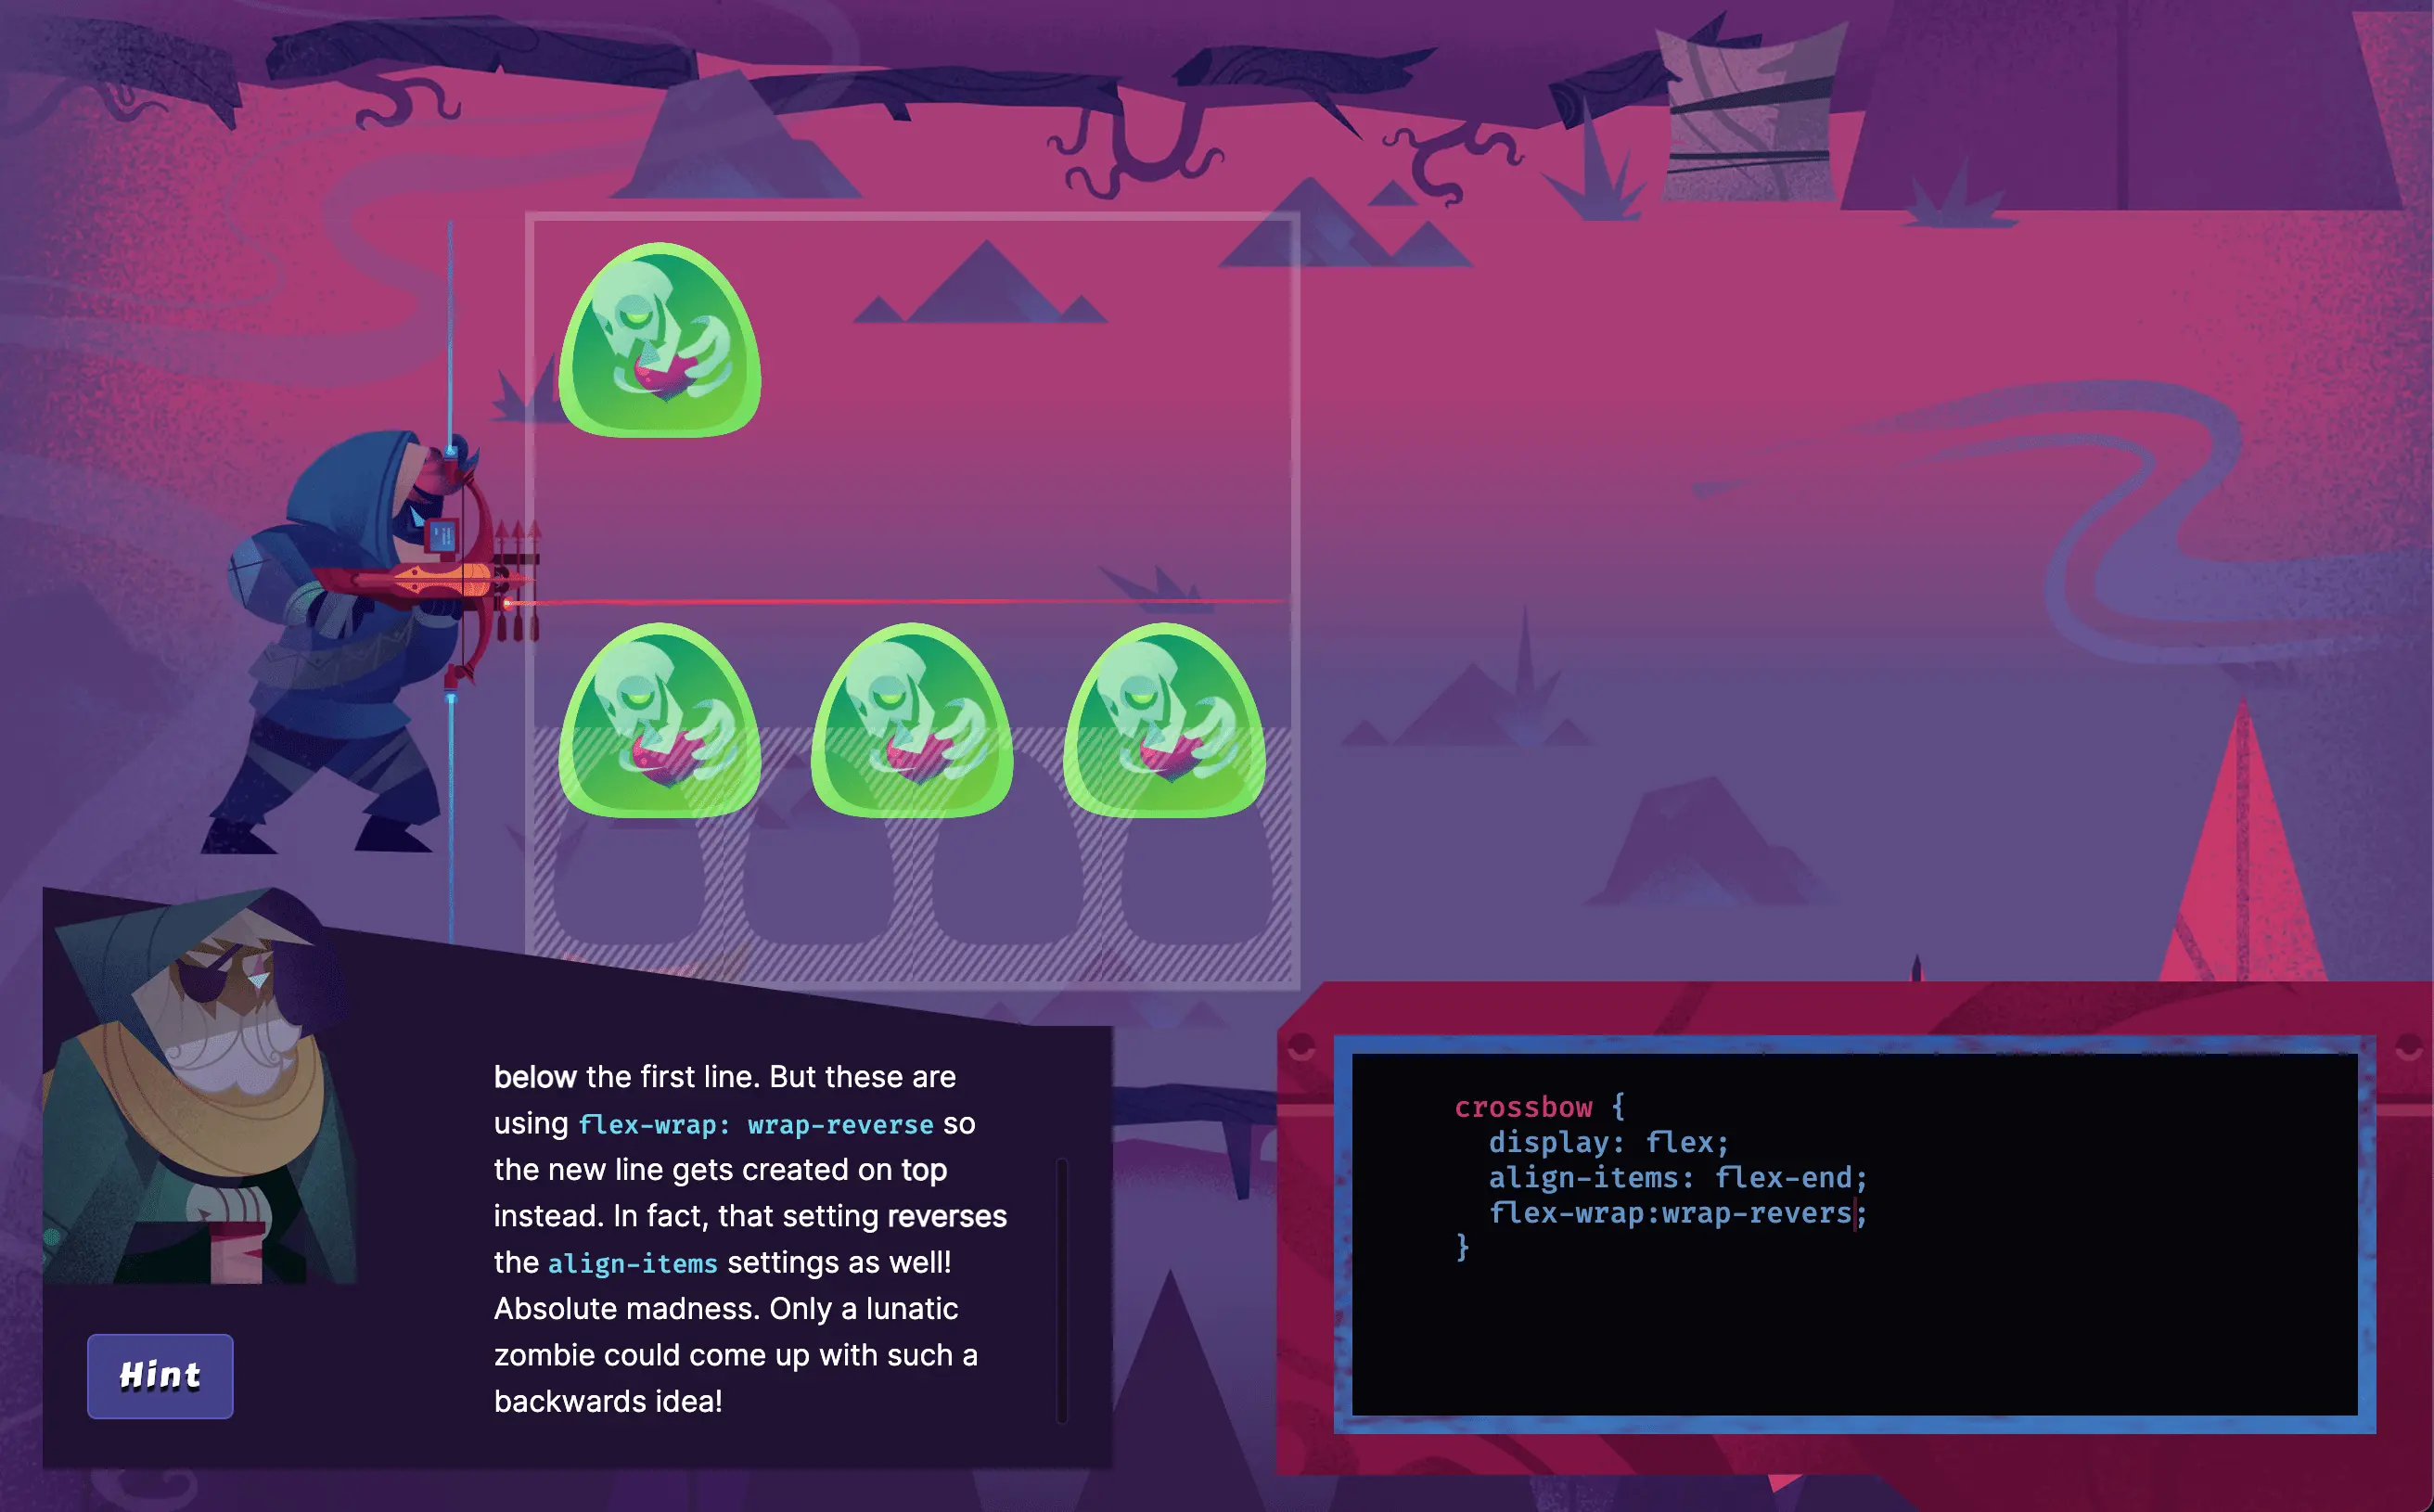 below the first line. But these are
using flex-wrap: wrap-reverse so
the new line gets created on top
instead. In fact, that setting reverses
the align-items settings as well!
Absolute madness. Only a lunatic
zombie could come up with such a
backwards idea!
Hint
crossbow {
display: flex;
align-items: flex-end;
flex-wrap:wrap-revers;
}